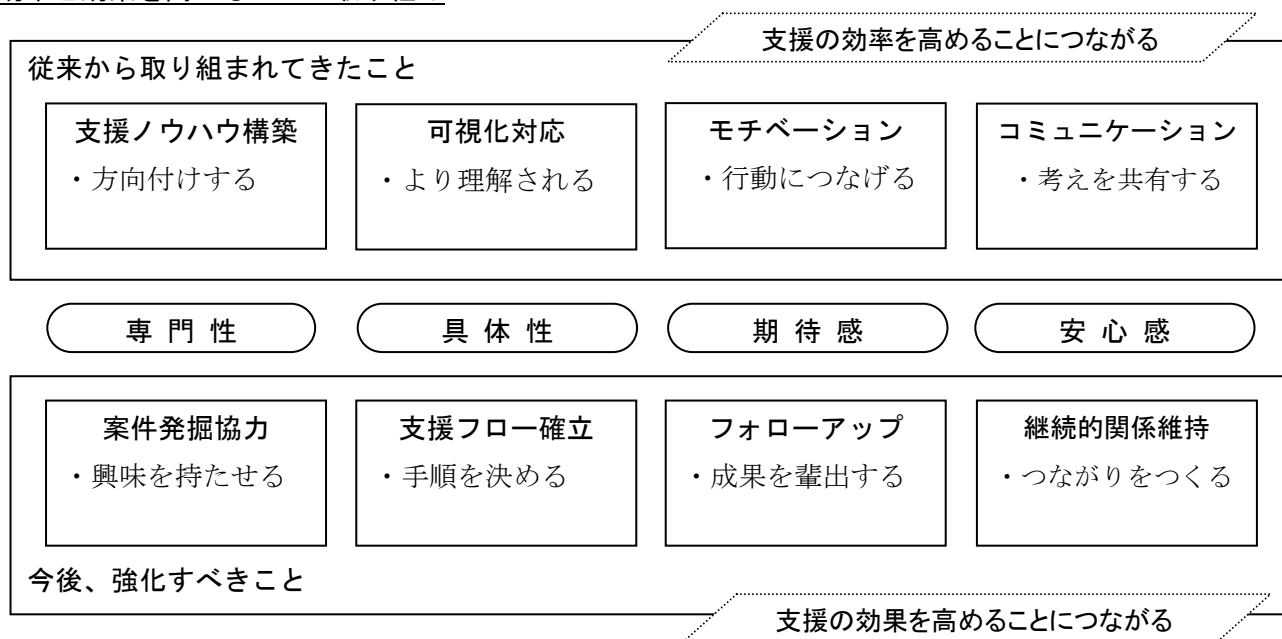 支援の効率を高めることにつながる
従来から取り組まれてきたこと
支援ノウハウ構築
・方向付けする
可視化対応
・より理解される
モチベーション
・行動につなげる
コミュニケーション
・考えを共有する
専門性
具体性
期待感
安心感
案件発掘協力
・興味を持たせる
支援フロー確立
・手順を決める
フォローアップ
・成果を輩出する
継続的関係維持
・つながりをつくる
今後、強化すべきこと
支援の効果を高めることにつながる